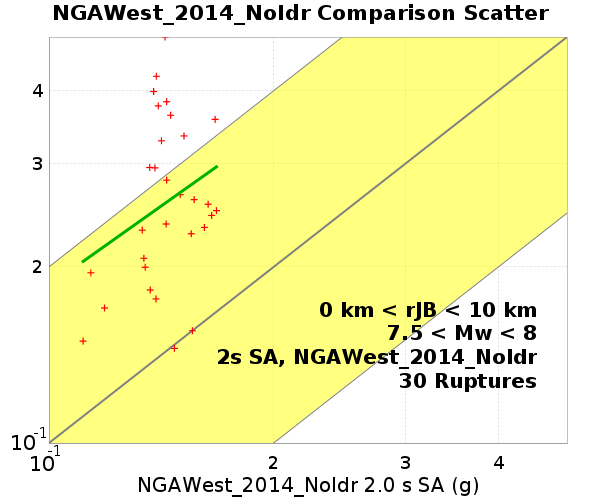 NGAWest_2014_NoIdr Comparison Scatter
4
3
2
10-1
10-1
2
3
4
0 km < rJB < 10 km
7.5 < Mw < 8
2s SA, NGAWest_2014_NoIdr
30 Ruptures
NGAWest_2014_NoIdr 2.0 s SA (g)